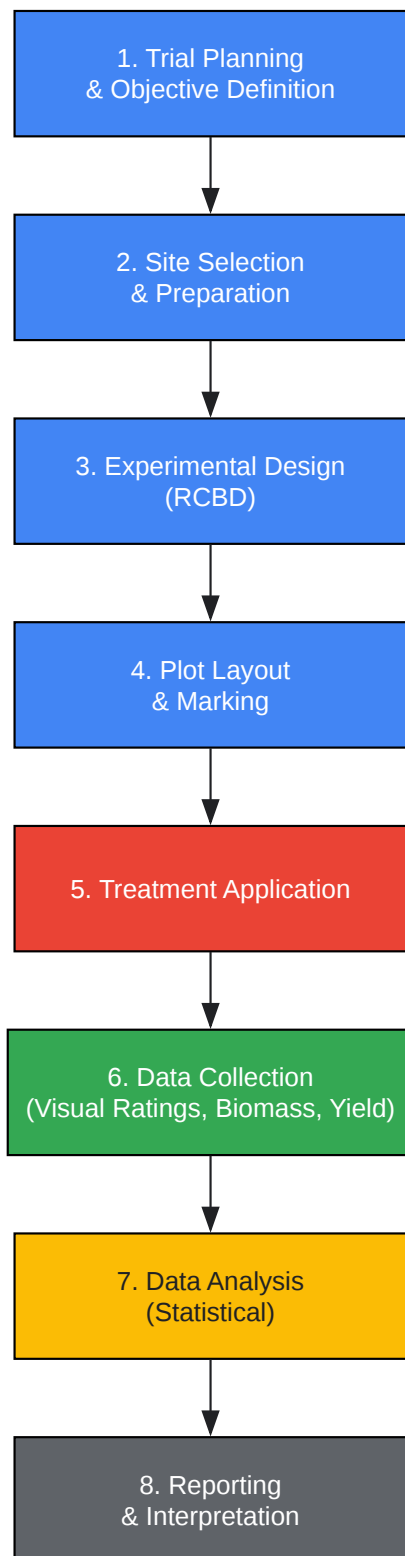 1. Trial Planning
& Objective Definition
2. Site Selection
& Preparation
3. Experimental Design
(RCBD)
4. Plot Layout
& Marking
5. Treatment Application
6. Data Collection
(Visual Ratings, Biomass, Yield)
7. Data Analysis
(Statistical)
8. Reporting
& Interpretation